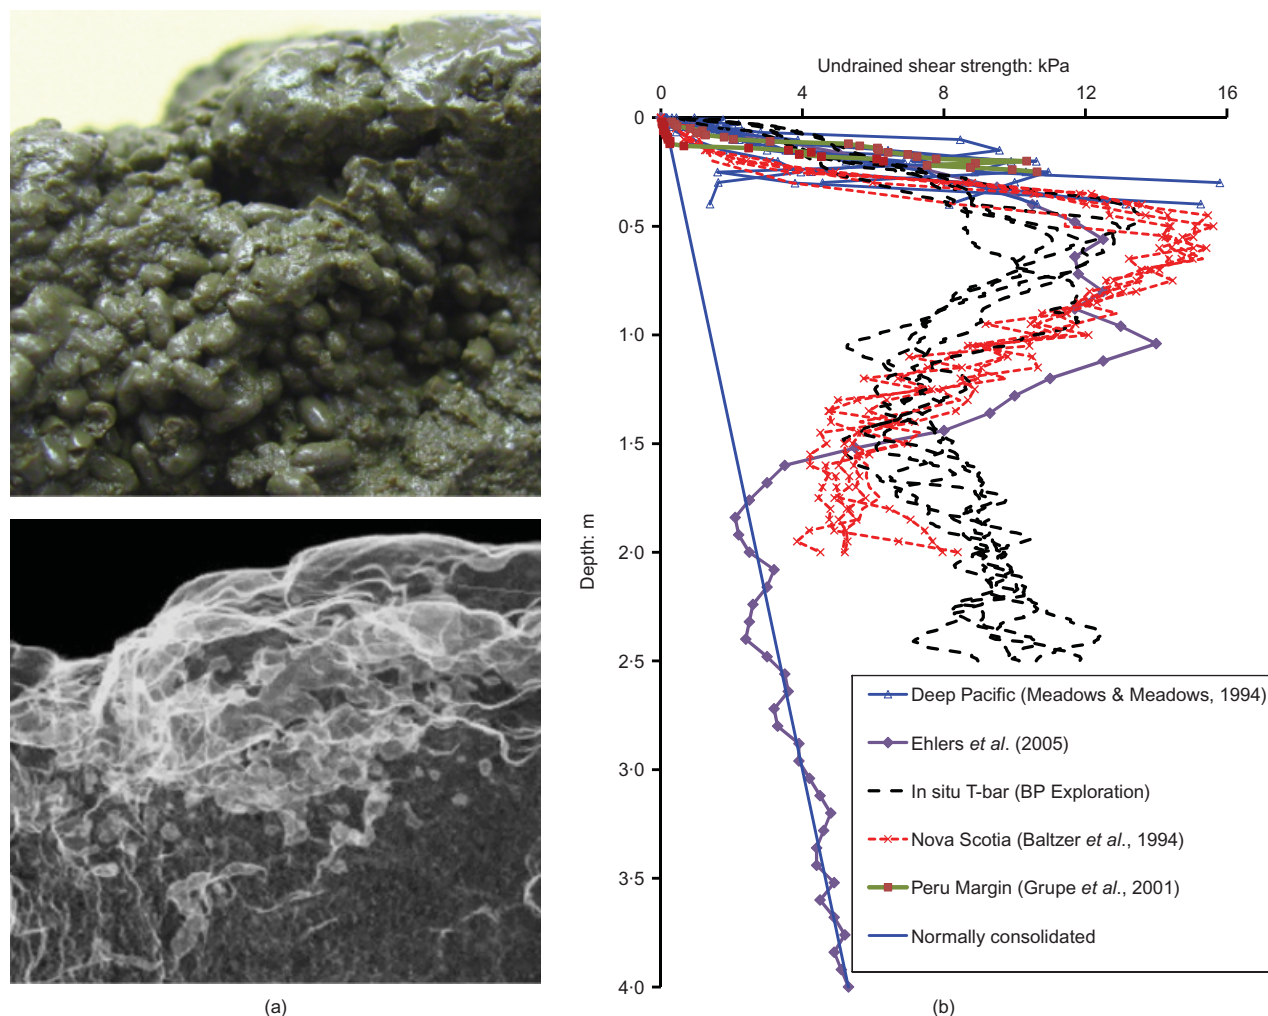 Undrained shear strength: kPa
0 4 8 12 16
0
0·5
1·0
1·5
2·0
2·5
3·0
3·5
4·0
Depth: m
Deep Pacific (Meadows & Meadows, 1994)
Ehlers et al. (2005)
In situ T-bar (BP Exploration)
Nova Scotia (Baltzer et al., 1994)
Peru Margin (Grupe et al., 2001)
Normally consolidated
(a)
(b)